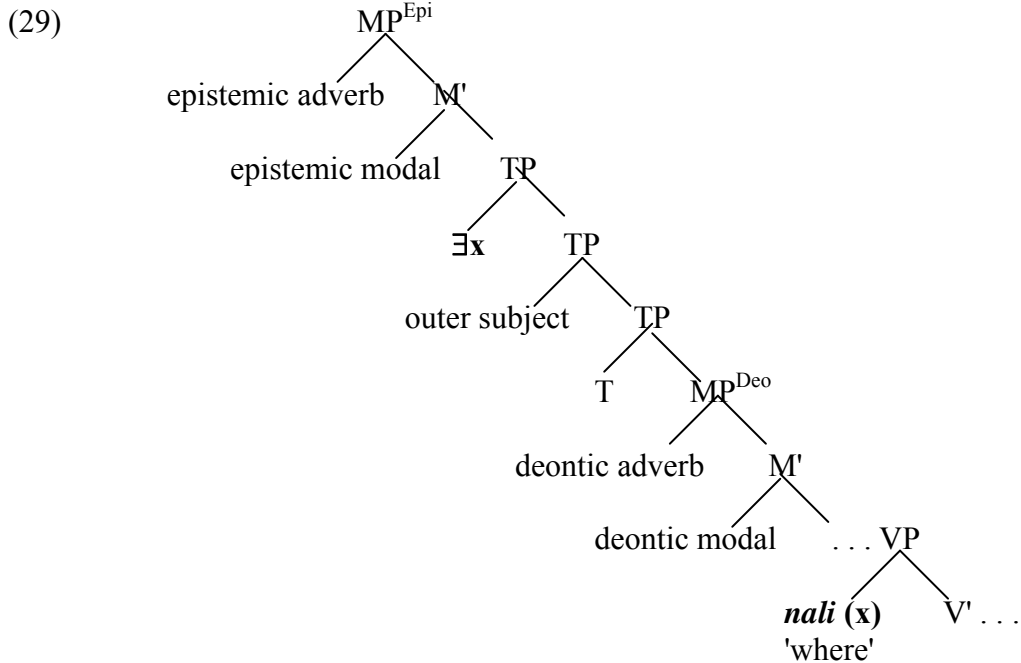 (29) MP^Epi
epistemic adverb M'
epistemic modal TP
∃x TP
outer subject TP
T MP^Deo
deontic adverb M'
deontic modal . . . VP
nali (x) V' . . .
'where'